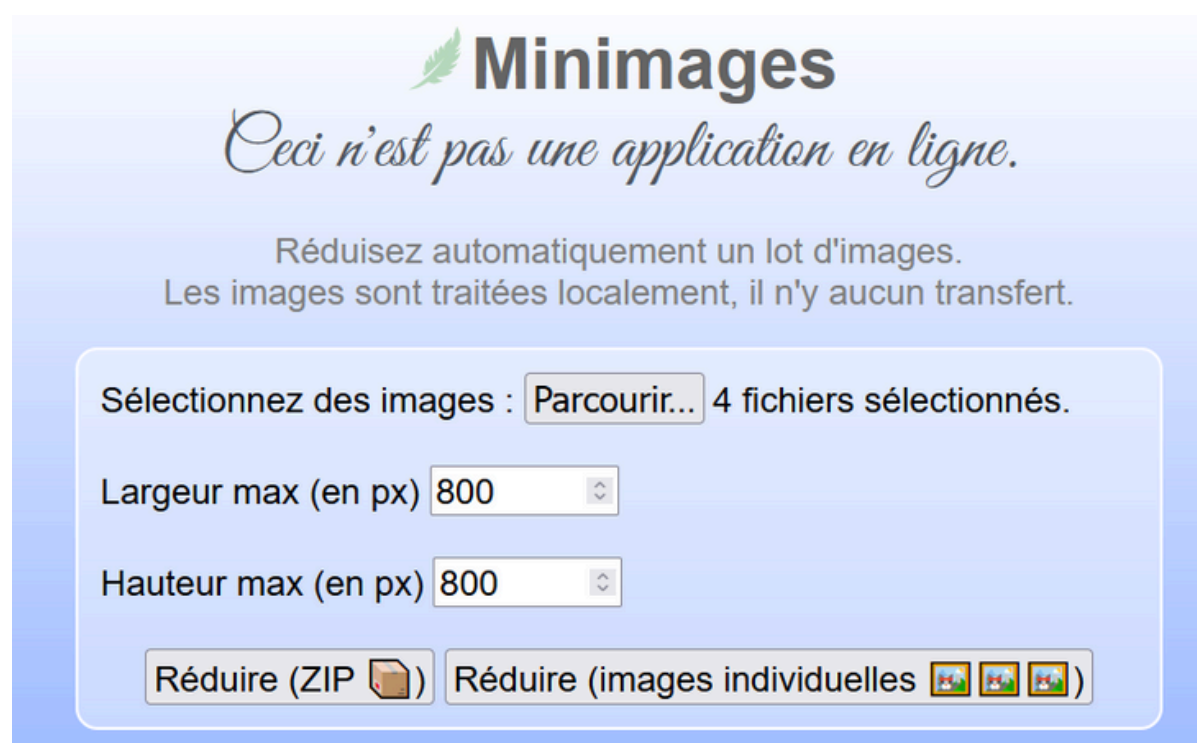 Minimages
Ceci n'est pas une application en ligne.
Réduisez automatiquement un lot d'images.
Les images sont traitées localement, il n'y aucun transfert.
Sélectionnez des images : Parcourir... 4 fichiers sélectionnés.
Largeur max (en px) 800
Hauteur max (en px) 800
Réduire (ZIP 📦) Réduire (images individuelles 🖼️ 🖼️ 🖼️)